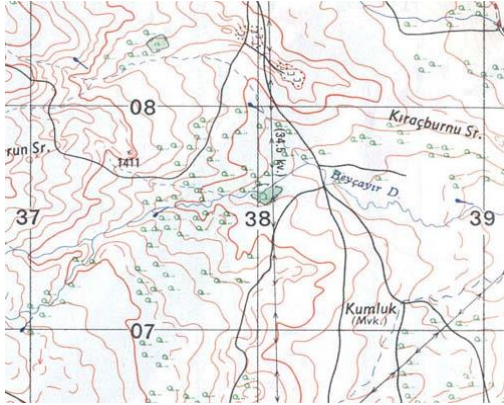 08
Kıraçburnu Sr.
(34.5 kv.)
run Sr.
1411
Beyçayır D.
37
38
39
Kumluk
(Mvk.)
07